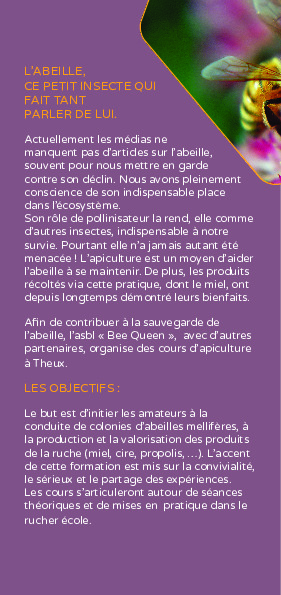 L'ABEILLE,
CE PETIT INSECTE QUI
FAIT TANT
PARLER DE LUI.
Actuellement les médias ne
manquent pas d'articles sur l'abeille,
souvent pour nous mettre en garde
contre son déclin. Nous avons pleinement
conscience de son indispensable place
dans l'écosystème.
Son rôle de pollinisateur la rend, elle comme
d'autres insectes, indispensable à notre
survie. Pourtant elle n'a jamais autant été
menacée ! L'apiculture est un moyen d'aider
l'abeille à se maintenir. De plus, les produits
récoltés via cette pratique, dont le miel, ont
depuis longtemps démontré leurs bienfaits.
Afin de contribuer à la sauvegarde de
l'abeille, l'asbl « Bee Queen », avec d'autres
partenaires, organise des cours d'apiculture
à Theux.
LES OBJECTIFS :
Le but est d'initier les amateurs à la
conduite de colonies d'abeilles mellifères, à
la production et la valorisation des produits
de la ruche (miel, cire, propolis, ...). L'accent
de cette formation est mis sur la convivialité,
le sérieux et le partage des expériences.
Les cours s'articuleront autour de séances
théoriques et de mises en pratique dans le
rucher école.